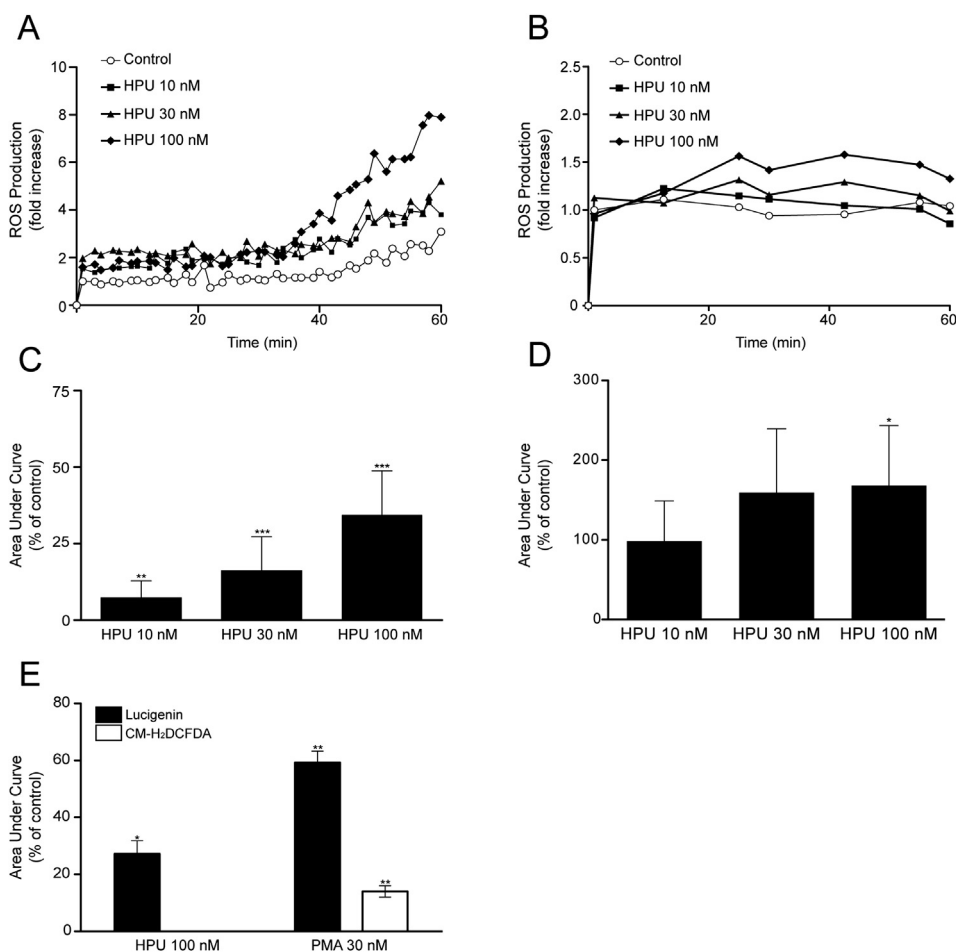 A
Control
HPU 10 nM
HPU 30 nM
HPU 100 nM
ROS Production
(fold increase)
10
8
6
4
2
0
20
40
60
Time (min)
B
Control
HPU 10 nM
HPU 30 nM
HPU 100 nM
ROS Production
(fold increase)
2.5
2.0
1.5
1.0
0.5
0
20
40
60
Time (min)
C
Area Under Curve
(% of control)
75
50
25
0
**
***
***
HPU 10 nM
HPU 30 nM
HPU 100 nM
D
Area Under Curve
(% of control)
300
200
100
0
*
HPU 10 nM
HPU 30 nM
HPU 100 nM
E
Lucigenin
CM-H₂DCFDA
Area Under Curve
(% of control)
80
60
40
20
0
*
**
**
HPU 100 nM
PMA 30 nM